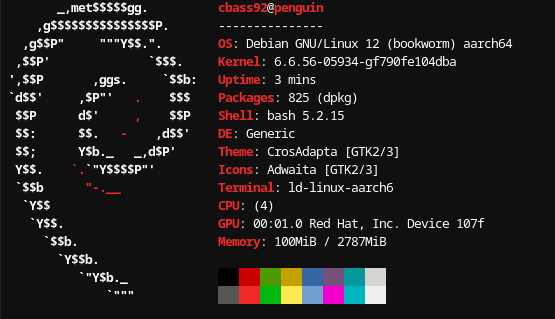 _,met$$$$$gg.          cbass92@penguin
    ,g$$$$$$$$$$$$$$$P.       ---------------
  ,g$$P"     """Y$$.".        OS: Debian GNU/Linux 12 (bookworm) aarch64
 ,$$P'              `$$$.     Kernel: 6.6.56-05934-gf790fe104dba
',$$P       ,ggs.     `$$b:   Uptime: 3 mins
`d$$'     ,$P"'   .    $$$    Packages: 825 (dpkg)
 $$P      d$'     ,    $$P    Shell: bash 5.2.15
 $$:      $$.   -    ,d$$'    DE: Generic
 $$;      Y$b._   _,d$P'      Theme: CrosAdapta [GTK2/3]
 Y$$.    `.`"Y$$$$P"'         Icons: Adwaita [GTK2/3]
 `$$b      "-.__              Terminal: ld-linux-aarch6
  `Y$$                        CPU: (4)
   `Y$$.                      GPU: 00:01.0 Red Hat, Inc. Device 107f
     `$$b.                    Memory: 100MiB / 2787MiB
       `Y$$b.
          `"Y$b._
              `"""